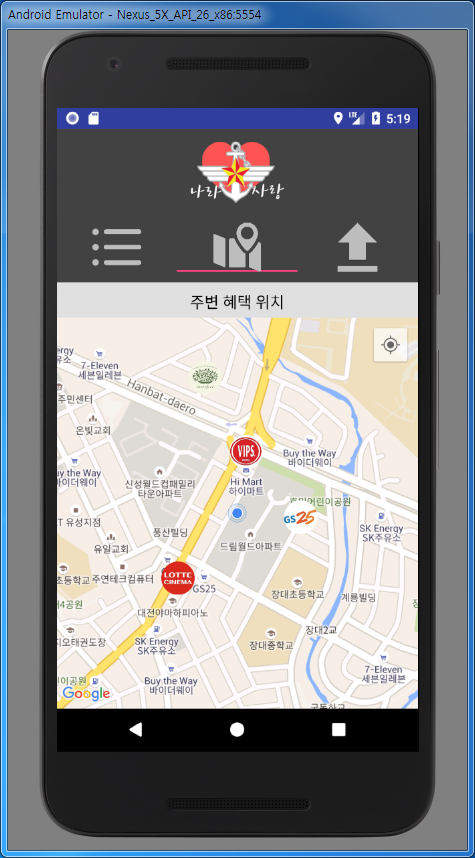 Android Emulator - Nexus_5X_API_26_x86:5554
LTE
5:19
나라사랑
주변 혜택 위치
Energy
유소
7-Eleven
세븐일레븐
주민센터
Hanbat-daero
온빛교회
VIPS
Buy the Way
바이더웨이
Hi Mart
하이마트
uy the Way
바이더웨이
신성월드컴패밀리
타운아파트
어린이공원
GS25
KT 유성지점
풍산빌딩
SK Energy
SK주유소
유일교회
드림월드아파트
초등학교
주연테크컴퓨터
LOTTE
CINEMA
GS25
장대초등학교
계룡빌딩
4공원
대전야마하피아노
장대2교
지오태권도장
SK Energy
SK주유소
장대중학교
7-Eleven
세븐일레븐
이공원
Buy the Way
바이더웨이
Google